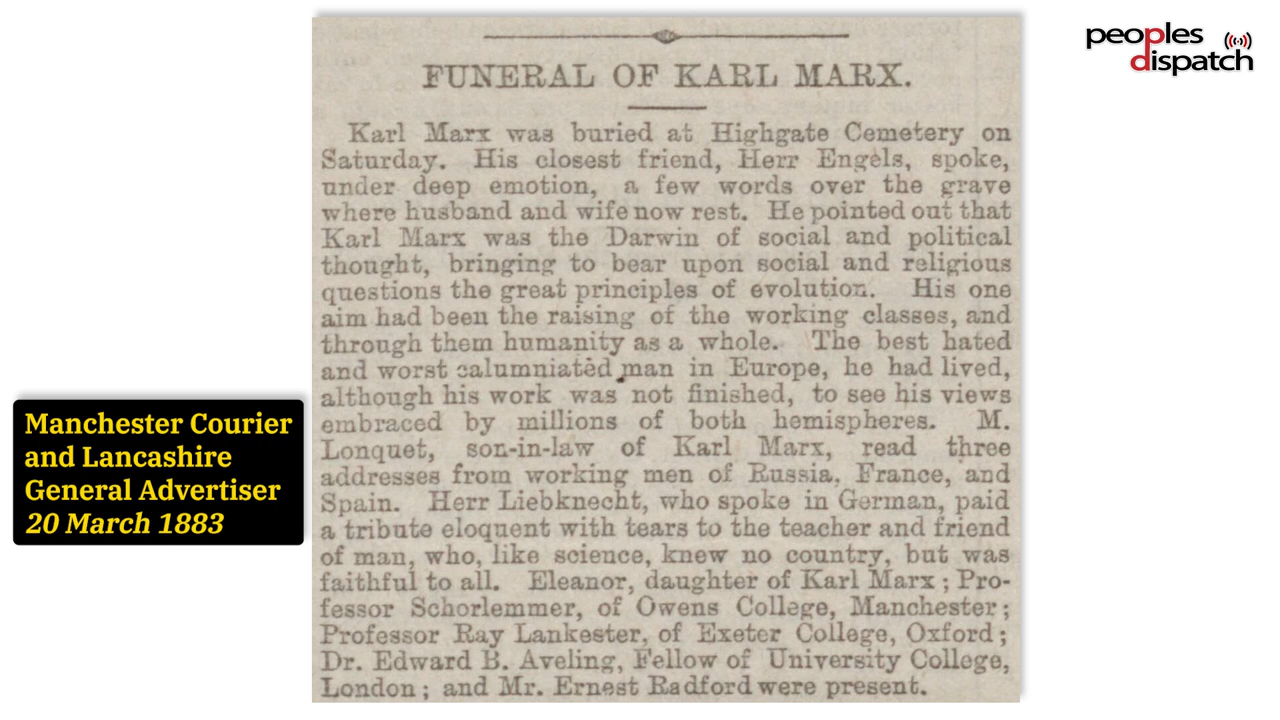 peoples
dispatch
FUNERAL OF KARL MARX.
Karl Marx was buried at Highgate Cemetery on
Saturday. His closest friend, Herr Engels, spoke,
under deep emotion, a few words over the grave
where husband and wife now rest. He pointed out that
Karl Marx was the Darwin of social and political
thought, bringing to bear upon social and religious
questions the great principles of evolution. His one
aim had been the raising of the working classes, and
through them humanity as a whole. The best hated
and worst calumniated man in Europe, he had lived,
although his work was not finished, to see his views
embraced by millions of both hemispheres. M.
Lonquet, son-in-law of Karl Marx, read three
addresses from working men of Russia, France, and
Spain. Herr Liebknecht, who spoke in German, paid
a tribute eloquent with tears to the teacher and friend
of man, who, like science, knew no country, but was
faithful to all. Eleanor, daughter of Karl Marx; Pro-
fessor Schorlemmer, of Owens College, Manchester;
Professor Ray Lankester, of Exeter College, Oxford;
Dr. Edward B. Aveling, Fellow of University College,
London; and Mr. Ernest Radford were present.
Manchester Courier
and Lancashire
General Advertiser
20 March 1883